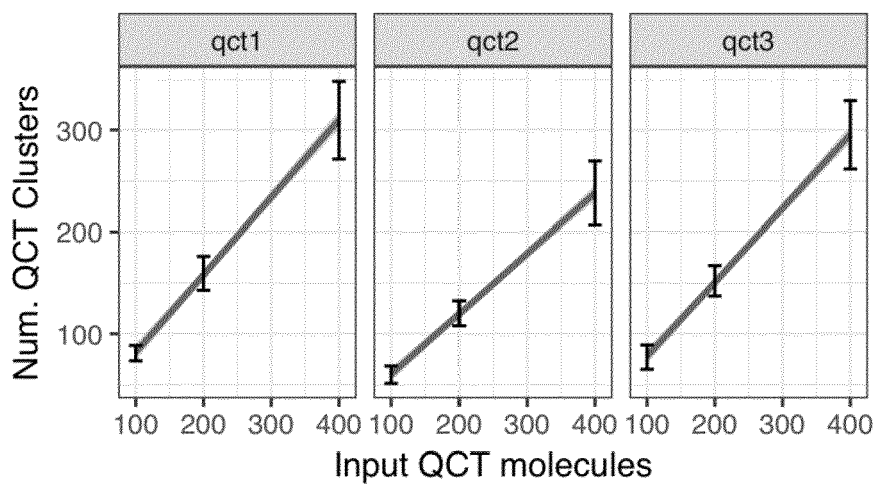 qct1 qct2 qct3
Num. QCT Clusters
300
200
100
100 200 300 400 100 200 300 400 100 200 300 400
Input QCT molecules